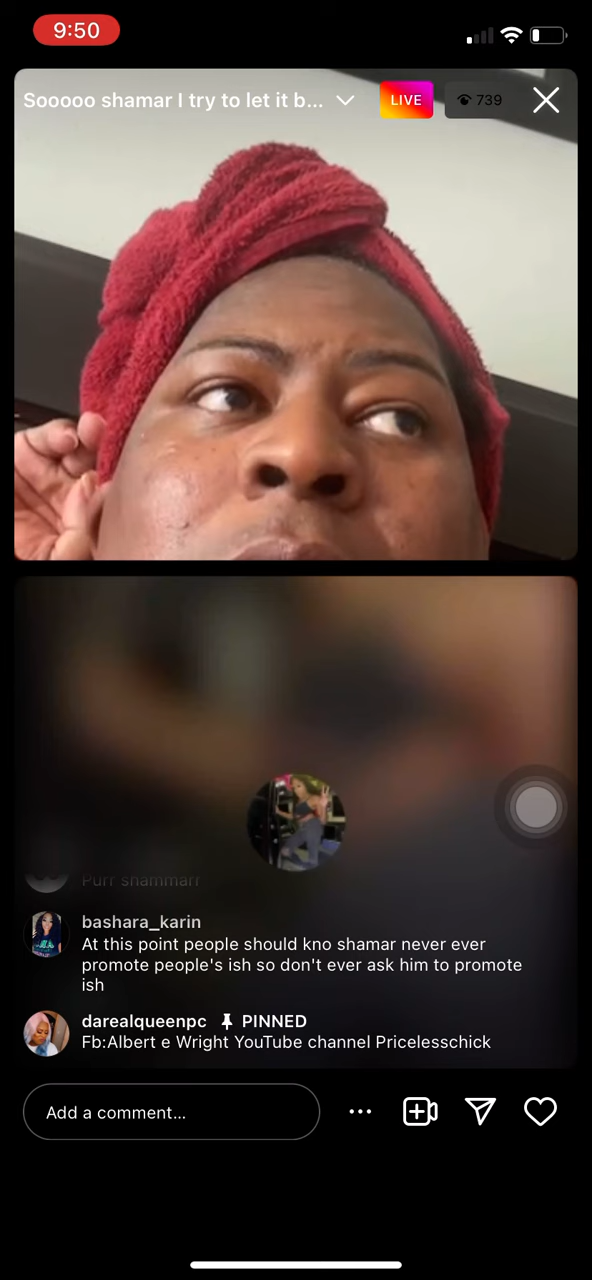 9:50
Sooooo shamar I try to let it b...
LIVE
739
Purr shammarr
bashara_karin
At this point people should kno shamar never ever
promote people's ish so don't ever ask him to promote
ish
darealqueenpc PINNED
Fb:Albert e Wright YouTube channel Pricelesschick
Add a comment...